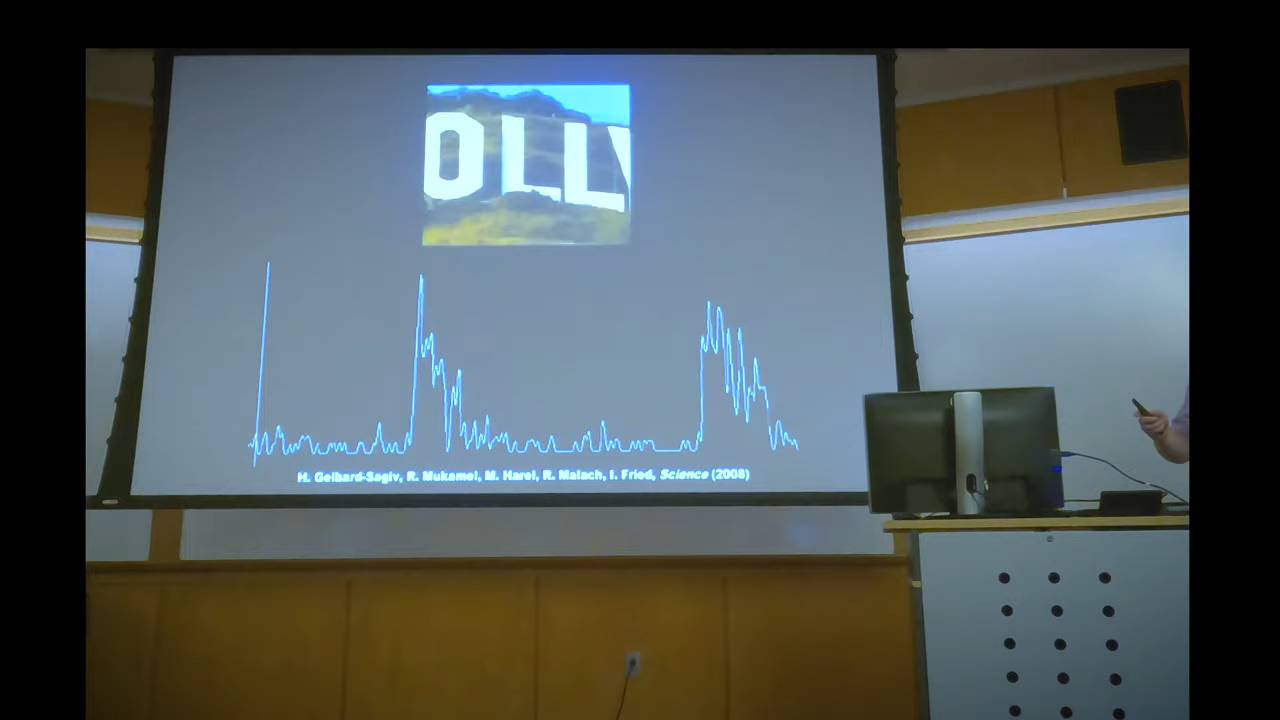 OLLY
H. Gelbard-Sagiv, R. Mukamel, M. Harel, R. Malach, I. Fried, Science (2008)